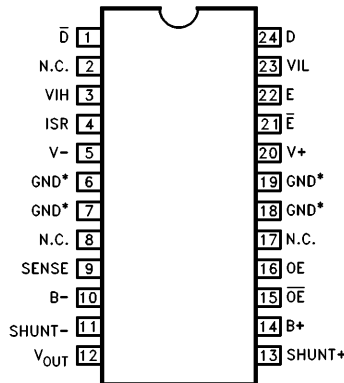 D̅ 1 24 D
N.C. 2 23 VIL
VIH 3 22 E
ISR 4 21 E̅
V- 5 20 V+
GND* 6 19 GND*
GND* 7 18 GND*
N.C. 8 17 N.C.
SENSE 9 16 OE
B- 10 15 O̅E̅
SHUNT- 11 14 B+
VOUT 12 13 SHUNT+